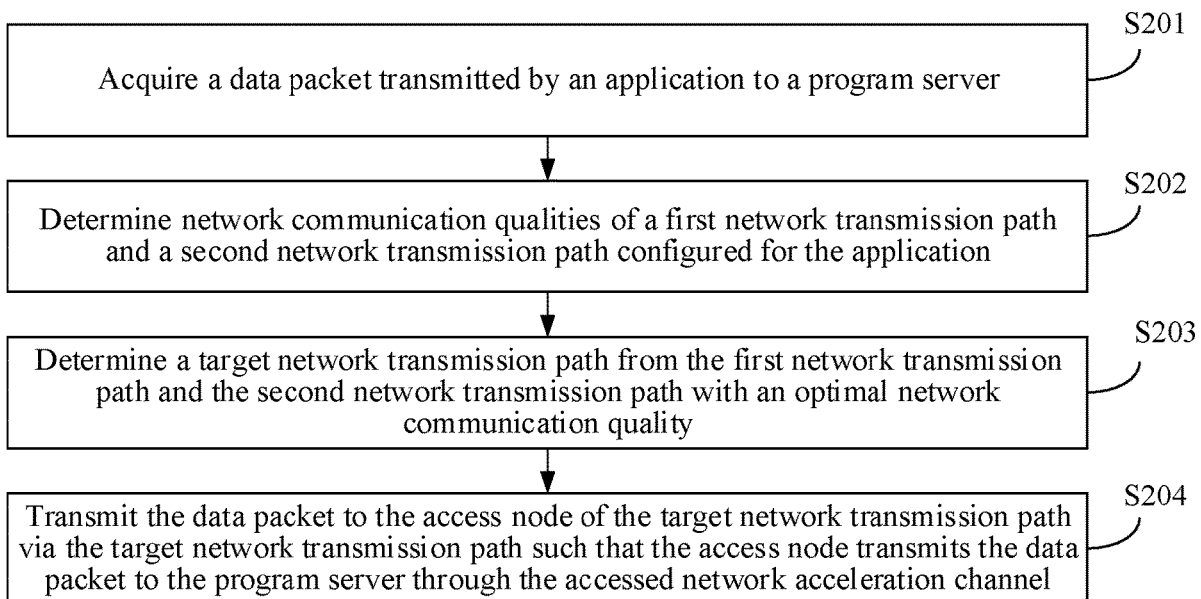 S201
Acquire a data packet transmitted by an application to a program server
S202
Determine network communication qualities of a first network transmission path
and a second network transmission path configured for the application
S203
Determine a target network transmission path from the first network transmission
path and the second network transmission path with an optimal network
communication quality
S204
Transmit the data packet to the access node of the target network transmission path
via the target network transmission path such that the access node transmits the data
packet to the program server through the accessed network acceleration channel